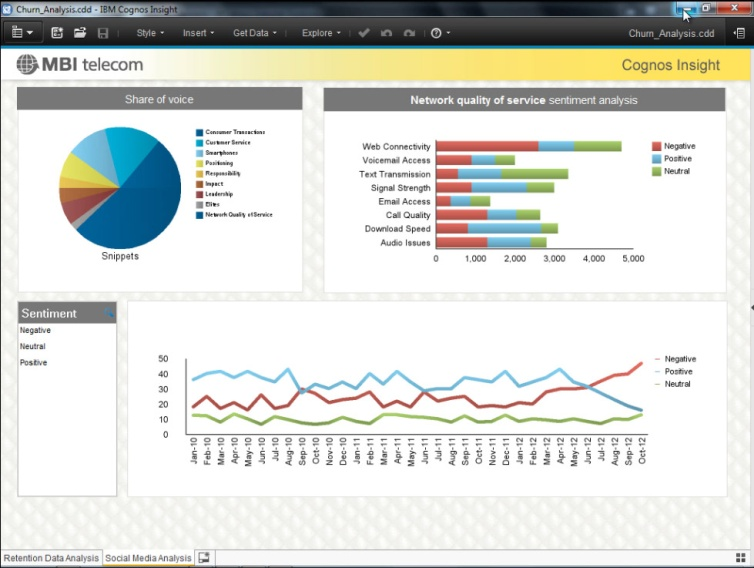 Churn_Analysis.cdd - IBM Cognos Insight
Style Insert Get Data Explore Churn_Analysis.cdd
MBI telecom Cognos Insight
Share of voice
Consumer Transactions
Customer Service
Smartphones
Positioning
Responsibility
Impact
Leadership
Elites
Network Quality of Service
Snippets
Network quality of service sentiment analysis
Web Connectivity
Voicemail Access
Text Transmission
Signal Strength
Email Access
Call Quality
Download Speed
Audio Issues
0 1,000 2,000 3,000 4,000 5,000
Negative
Positive
Neutral
Sentiment
Negative
Neutral
Positive
50
40
30
20
10
0
Jan-10 Feb-10 Mar-10 Apr-10 May-10 Jun-10 Jul-10 Aug-10 Sep-10 Oct-10 Nov-10 Dec-10 Jan-11 Feb-11 Mar-11 Apr-11 May-11 Jun-11 Jul-11 Aug-11 Sep-11 Oct-11 Nov-11 Dec-11 Jan-12 Feb-12 Mar-12 Apr-12 May-12 Jun-12 Jul-12 Aug-12 Sep-12 Oct-12
Negative
Positive
Neutral
Retention Data Analysis Social Media Analysis